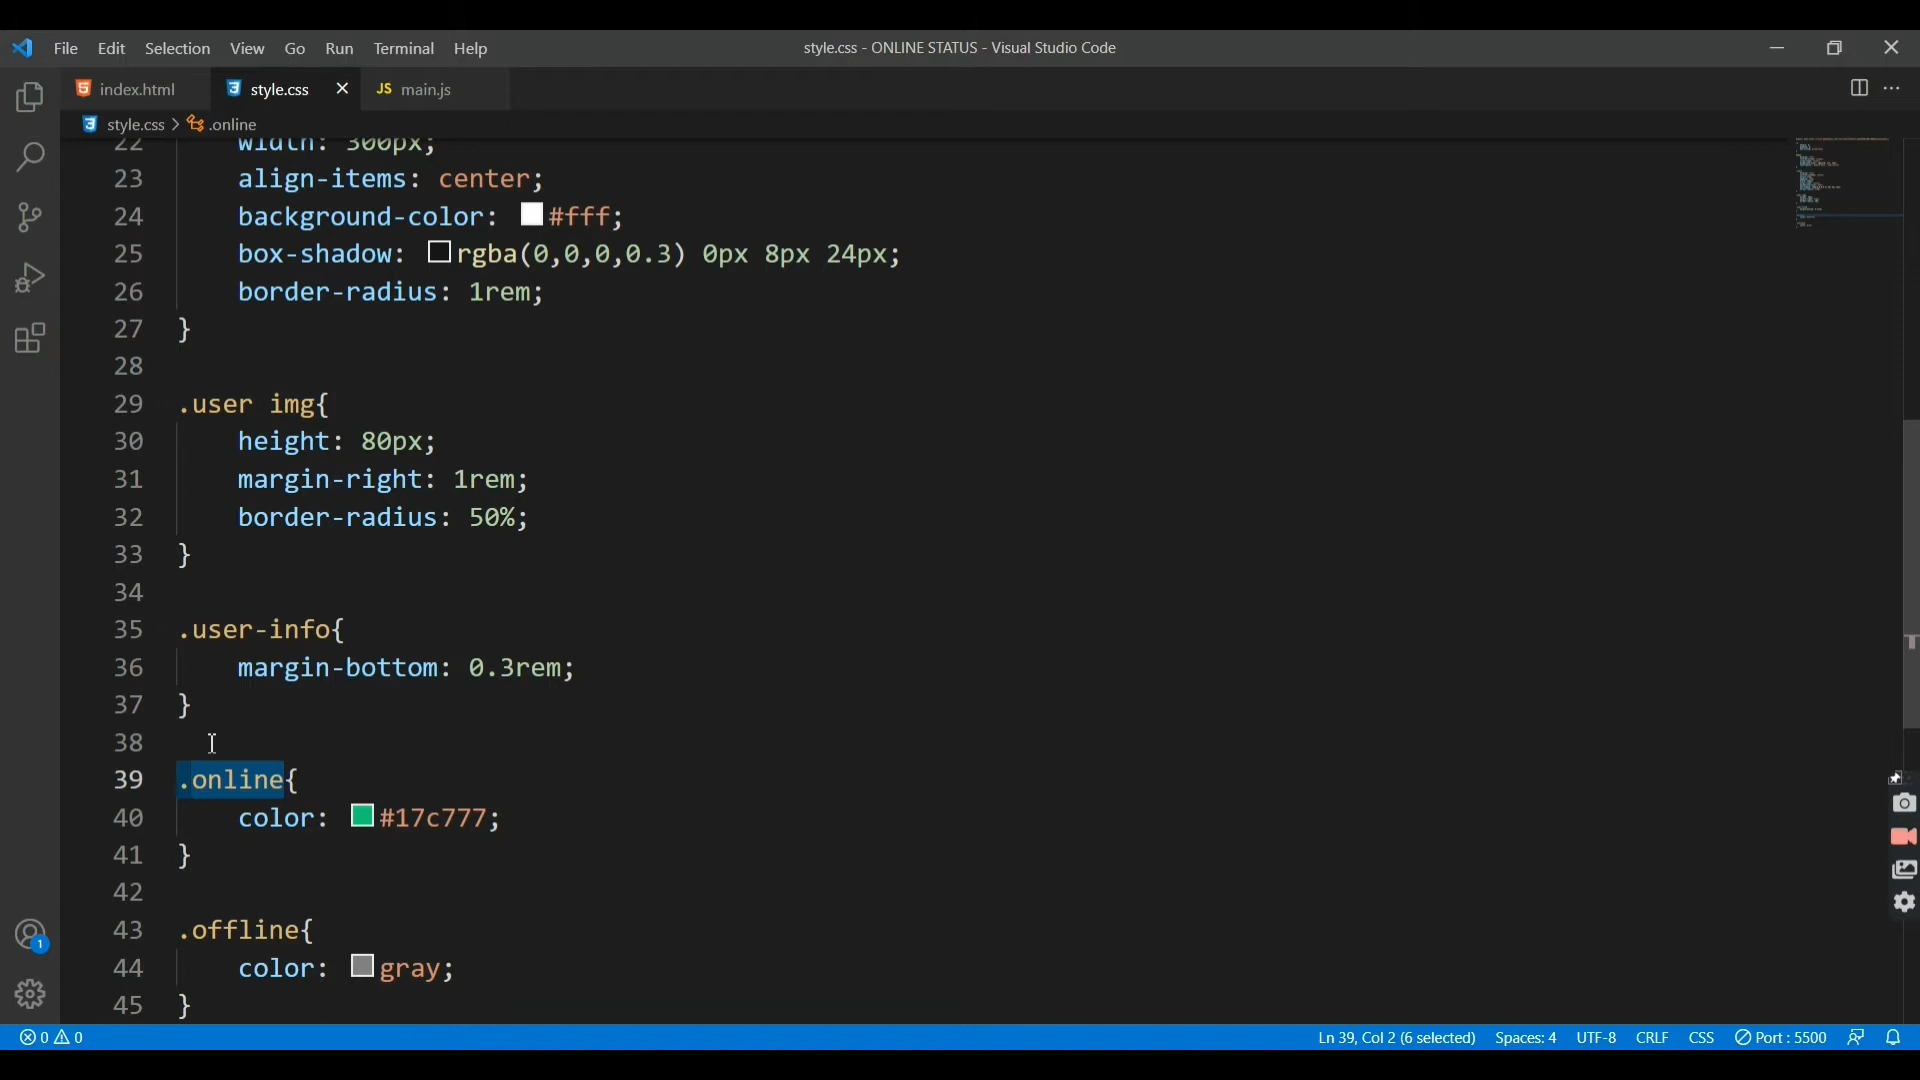 File Edit Selection View Go Run Terminal Help
style.css - ONLINE STATUS - Visual Studio Code
index.html
style.css
JS main.js
style.css > .online
22 width: 300px;
23 align-items: center;
24 background-color: #fff;
25 box-shadow: rgba(0,0,0,0.3) 0px 8px 24px;
26 border-radius: 1rem;
27 }
28
29 .user img{
30 height: 80px;
31 margin-right: 1rem;
32 border-radius: 50%;
33 }
34
35 .user-info{
36 margin-bottom: 0.3rem;
37 }
38
39 .online{
40 color: #17c777;
41 }
42
43 .offline{
44 color: gray;
45 }
1
0 0
Ln 39, Col 2 (6 selected) Spaces: 4 UTF-8 CRLF CSS Port : 5500